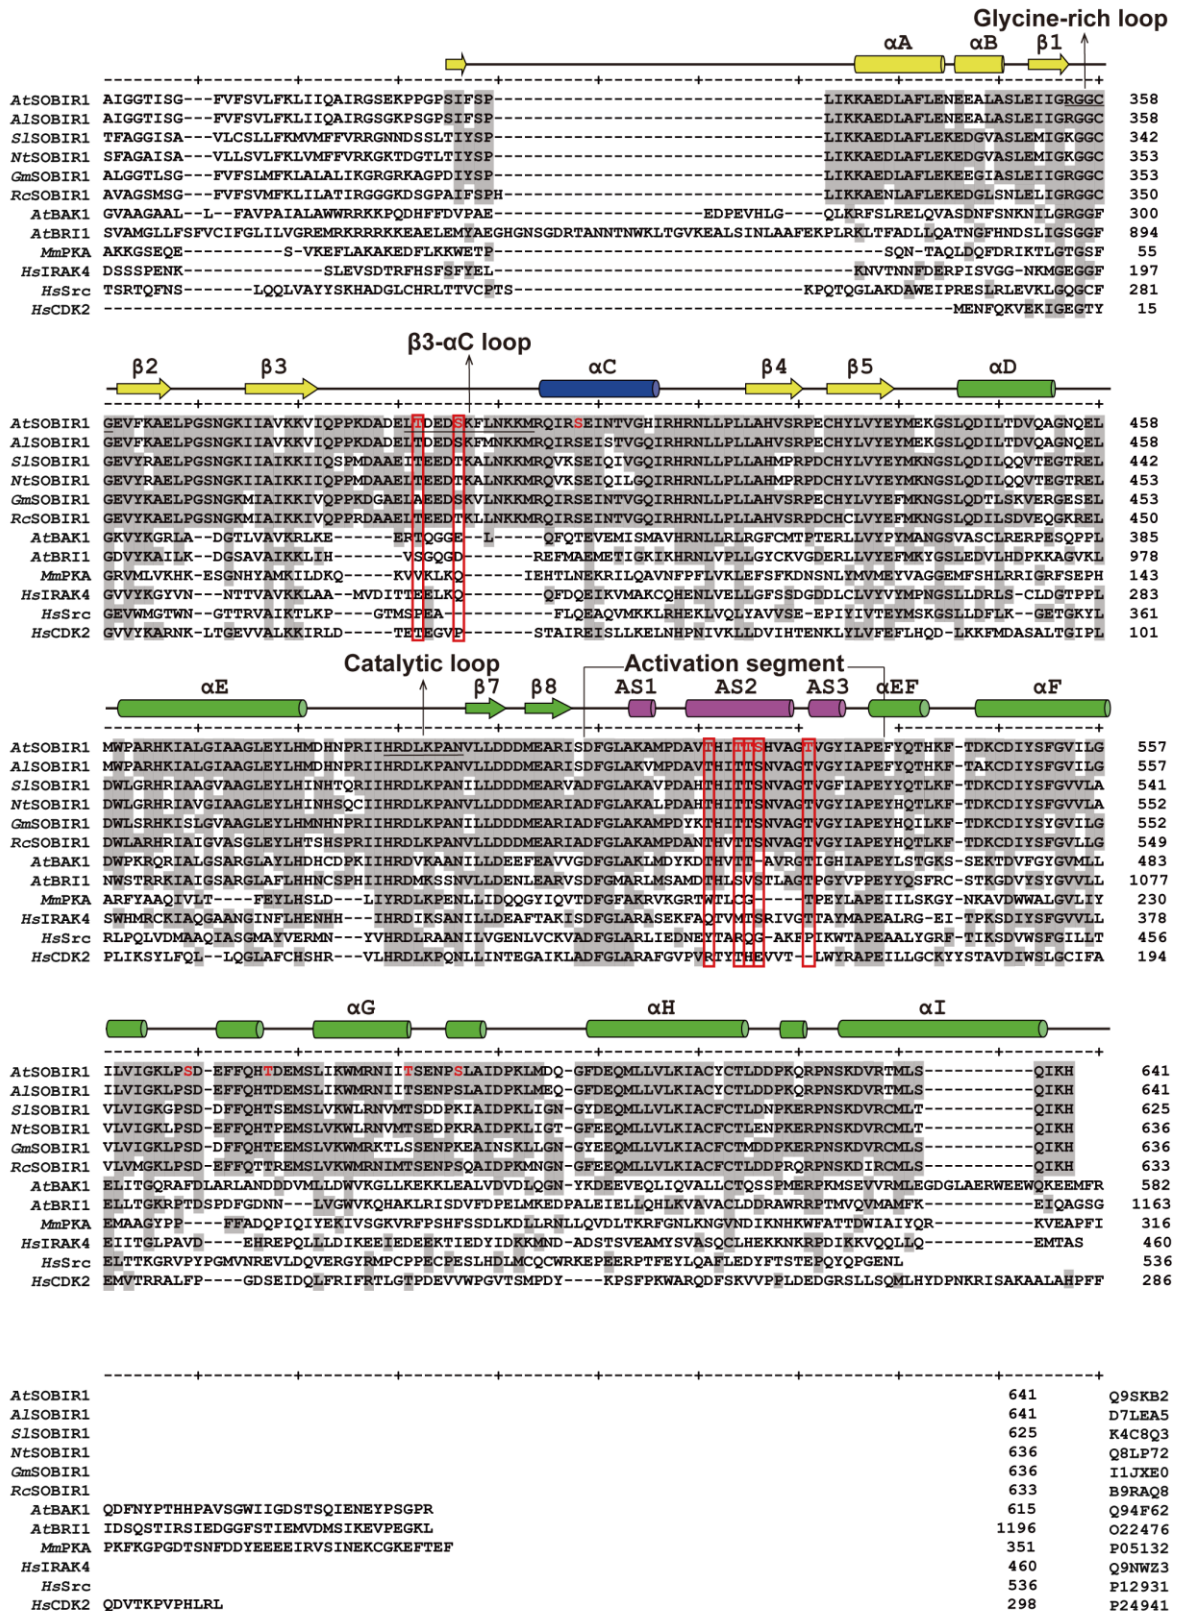 Glycine-rich loop
αA αB β1
AtSOBIR1 AIGGTISG---FVFSVLFKLIIQAIRGSEKPPGPSIFSP---------------------------------LIKKAEDLAFLENEEALASLEIIGRGGC 358
AlSOBIR1 AIGGTISG---FVFSVLFKLIIQAIRGSGKPSGPSIFSP---------------------------------LIKKAEDLAFLENEEALASLEIIGRGGC 358
SlSOBIR1 TFAGGISA---VLCSLLFKMVMFFVRRGNNDSSLTIYSP---------------------------------LIKKAEDLAFLEKEDGVASLEMIGKGGC 342
NtSOBIR1 SFAGAISA---VLLSVLFKLVMFFVRKGKTDGTLTIYSP---------------------------------LIKKAEDLAFLEKEDGVASLEMIGKGGC 353
GmSOBIR1 ALGGTLSG---FVFSLMFKLALALIKGRGRKAGPDIYSP---------------------------------LIKKAEDLAFLEKEEGIASLEIIGRGGC 353
RcSOBIR1 AVAGSMSG---FVFSVMFKLILATIRGGGKDSGPAIFSPH--------------------------------LIKKAENLAFLEKEDGLSNLELIGRGGC 350
AtBAK1 GVAAGAAL--L--FAVPAIALAWWRRKKPQDHFFDVPAE---------------------EDPEVHLG----QLKRFSLRELQVASDNFSNKNILGRGGF 300
AtBRI1 SVAMGLLFSFVCIFGLILVGREMRKRRRKKEAELEMYAEGHGNSGDRTANNTNWKLTGVKEALSINLAAFEKPLRKLTFADLLQATNGFHNDSLIGSGGF 894
MmPKA AKKGSEQE----------S-VKEFLAKAKEDFLKKWETP---------------------------------------SQN-TAQLDQFDRIKTLGTGSF 55
HsIRAK4 DSSSPENK--------------SLEVSDTRFHSFSFYEL------------------------------------KNVTNNFDERPISVGG-NKMGEGGF 197
HsSrc TSRTQFNS-------LQQLVAYYSKHADGLCHRLTTVCPTS-----------------------------KPQTQGLAKDAWEIPRESLRLEVKLGQGCF 281
HsCDK2 -------------------------------------------------------------------------------------MENFQKVEKIGEGTY 15
β3-αC loop
β2 β3 αC β4 β5 αD
AtSOBIR1 GEVFKAELPGSNGKIIAVKKVIQPPKDADELTDEDSKFLNKKMRQIRSEINTVGHIRHRNLLPLLAHVSRPECHYLVYEYMEKGSLQDILTDVQAGNQEL 458
AlSOBIR1 GEVFKAELPGSNGKIIAVKKVIQPPKDADELTDEDSKFMNKKMRQIRSEINTVGHIRHRNLLPLLAHVSRPECHYLVYEYMEKGSLQDILTDVQAGNQEL 458
SlSOBIR1 GEVYRAELPGSNGKIIAIKKIIQSPMDAAEITEEDTKALNKKMRQVKSEIQIVGQIRHRNLLPLLAHMPRPDCHYLVYEYMKNGSLQDILQQVTEGTREL 442
NtSOBIR1 GEVYKAELPGSNGKIIAIKKIIQPPMDAAELTEEDTKALNKKMRQVKSEIQILGQIRHRNLLPLLAHMPRPDCHYLVYEYMKNGSLQDILQQVTEGTREL 453
GmSOBIR1 GEVYKAELPGSNGKMIAIKKIVQPPKDGAELAEEDSKVLNKKMRQIRSEINTVGQIRHRNLLPLLAHVSRPECHYLVYEFMKNGSLQDTLSKVERGESEL 453
RcSOBIR1 GEVYKAELPGSNGKMIAIKKIVQPPRDAAELTEEDTKLLNKKMRQIRSEINTVGQIRHRNLLPLLAHVSRPDCHCLVYEFMKNGSLQDILSDVEQGKREL 450
AtBAK1 GKVYKGRLA--DGTLVAVKRLKE-----ERTQGGE-L---QFQTEVEMISMAVHRNLLRLRGFCMTPTERLLVYPYMANGSVASCLRERPESQPPL 385
AtBRI1 GDVYKAILK--DGSAVAIKKLIH-------VSGQGD-----REFMAEMETIGKIKHRNLVPLLGYCKVGDERLLVYEFMKYGSLEDVLHDPKKAGVKL 978
MmPKA GRVMLVKHK-ESGNHYAMKILDKQ------KVVKLKQ------IEHTLNEKRILQAVNFPFLVKLEFSFKDNSNLYMVMEYVAGGEMFSHLRRIGRFSEPH 143
HsIRAK4 GVVYKGYVN--NTTVAVKKLAA--MVDITTEELKQ------QFDQEIKVMAKCQHENLVELLGFSSDGDDLCLVYVYMPNGSLLDRLS-CLDGTPPL 283
HsSrc GEVWMGTWN--GTTRVAIKTLKP----GTMSPEA--------FLQEAQVMKKLRHEKLVQLYAVVSE-EPIYIVTEYMSKGSLLDFLK--GETGKYL 361
HsCDK2 GVVYKARNK-LTGEVVALKKIRLD-----TETEGVP------STAIREISLLKELNHPNIVKLLDVIHTENKLYLVFEFLHQD-LKKFMDASALTGIPL 101
Catalytic loop Activation segment
αE β7 β8 AS1 AS2 AS3 αEF αF
AtSOBIR1 MWPARHKIALGIAAGLEYLHMDHNPRIIHRDLKPANVLLDDDMEARISDFGLAKAMPDAVTHITTSHVAGTVGYIAPEFYQTHKF-TDKCDIYSFGVILG 557
AlSOBIR1 MWPARHKIALGIAAGLEYLHMDHNPRIIHRDLKPANVLLDDDMEARISDFGLAKVMPDAVTHITTSNVAGTVGYIAPEFYQTHKF-TAKCDIYSFGVILG 557
SlSOBIR1 DWLGRHRIAAGVAAGLEYLHINHTQRIIHRDLKPANILLDDDMEARVADFGLAKAVPDAHTHITTSNVAGTVGFIAPEYYQTLKF-TDKCDIYSFGVVLA 541
NtSOBIR1 DWLGRHRIAVGIAAGLEYLHINHSQCIIHRDLKPANILLDDDMEARIADFGLAKALPDAHTHITTSNVAGTVGYIAPEYHQTLKF-TDKCDIYSFGVVLA 552
GmSOBIR1 DWLSRHKISLGVAAGLEYLHMNHNPRIIHRDLKPANILLDDDMEARIADFGLAKAMPDYKTHITTSNVAGTVGYIAPEYHQILKF-TDKCDIYSYGVILG 552
RcSOBIR1 DWLARHRIAIGVASGLEYLHTSHSPRIIHRDLKPANILLDDDMEARIADFGLAKAMPDANTHVTTSNVAGTVGYIAPEYHQTLKF-TDKCDIYSFGVLLG 549
AtBAK1 DWPKRQRIALGSARGLAYLHDHCDPKIIHRDVKAANILLDEEFEAVVGDFGLAKLMDYKDTHVTT-AVRGTIGHIAPEYLSTGKS-SEKTDVFGYGVMLL 483
AtBRI1 NWSTRRKIAIGSARGLAFLHHNCSPHIIHRDMKSSNVLLDENLEARVSDFGMARLMSAMDTHLSVSTLAGTPGYVPPEYYQSFRC-STKGDVYSYGVVLL 1077
MmPKA ARFYAAQIVLT----FEYLHSLD---LIYRDLKPENLLIDQQGYIQVTDFGFAKRVKGRTWTLCG-----TPEYLAPEIILSKGY-NKAVDWWALGVLIY 230
HsIRAK4 SWHMRCKIAQGAANGINFLHENHH---IHRDIKSANILLDEAFTAKISDFGLARASEKFAQTVMTSRIVGTTAYMAPEALRG-EI-TPKSDIYSFGVVLL 378
HsSrc RLPQLVDMAAQIASGMAYVERMN---YVHRDLRAANILVGENLVCKVADFGLARLIEDNEYTARQG-AKFPIKWTAPEAALYGRF-TIKSDVWSFGILLT 456
HsCDK2 PLIKSYLFQL--LQGLAFCHSHR---VLHRDLKPQNLLINTEGAIKLADFGLARAFGVPVRTYTHEVVT---LWYRAPEILLGCKYYSTAVDIWSLGCIFA 194
αG αH αI
AtSOBIR1 ILVIGKLPSD-EFFQHTDEMSLIKWMRNIITSENPSLAIDPKLMDQ-GFDEQMLLVLKIACYCTLDDPKQRPNSKDVRTMLS-----------QIKH 641
AlSOBIR1 ILVIGKLPSD-EFFQHTDEMSLIKWMRNIITSENPSLAIDPKLMDQ-GFDEQMLLVLKIACYCTLDDPKQRPNSKDVRTMLS-----------QIKH 641
SlSOBIR1 VLVIGKGPSD-DFFQHTSEMSLVKWLRNVMTSDDPKIAIDPKLIGN-GYDEQMLLVLKIACFCTLDNPKERPNSKDVRCMLT-----------QIKH 625
NtSOBIR1 VLVIGKLPSD-EFFQHTPEMSLVKWLRNVMTSEDPKRAIDPKLIGT-GFEEQMLLVLKIACFCTLENPKERPNSKDVRCMLT-----------QIKH 636
GmSOBIR1 VLVIGKLPSD-DFFQHTEEMSLVKWMRKTLSSENPKEAINSKLLGN-GYEEQMLLVLKIACFCTMDDPKERPNSKDVRCMLS-----------QIKH 636
RcSOBIR1 VLVMGKLPSD-EFFQTTREMSLVKWMRNIMTSENPSQAIDPKMNGN-GFEEQMLLVLKIACFCTLDDPRQRPNSKDIRCMLS-----------QIKH 633
AtBAK1 ELITGQRAFDLARLANDDDVMLLDWVKGLLKEKKLEALVDVDLQGN-YKDEEVEQLIQVALLCTQSSPMERPKMSEVVRMLEGDGLAERWEEWQKEEMFR 582
AtBRI1 ELLTGKRPTDSPDFGDNN---LVGWVKQHAKLRISDVFDPELMKEDPALEIELLQHLKVAVACLDDRAWRRPTMVQVMAMFK-----------EIQAGSG 1163
MmPKA EMAAGYPP----FFADQPIQIYEKIVSGKVRFPSHFSSDLKDLLRNLLQVDLTKRFGNLKNGVNDIKNHKWFATTDWIAIYQR----------KVEAPFI 316
HsIRAK4 EIITGLPAVD---EHREPQLLLDIKEEIEDEEKTIEDYIDKKMND-ADSTSVEAMYSVASQCLHEKKNKRPDIKKVQQLLQ-----------EMTAS 460
HsSrc ELTTKGRVPYPGMVNREVLDQVERGYRMPCPPECPESLHDLMCQCWRKEPEERPTFEYLQAFLEDYFTSTEPQYQPGENL 536
HsCDK2 EMVTRRALFP----GDSEIDQLFRIFRTLGTPDEVVWPGVTSMPDY----KPSFPKWARQDFSKVVPPLDEDGRSLLSQMLHYDPNKRISAKAALAHPFF 286
AtSOBIR1 641 Q9SKB2
AlSOBIR1 641 D7LEA5
SlSOBIR1 625 K4C8Q3
NtSOBIR1 636 Q8LP72
GmSOBIR1 636 I1JXE0
RcSOBIR1 633 B9RAQ8
AtBAK1 QDFNYPTHHPAVSGWIIGDSTSQIENEYPSGPR 615 Q94F62
AtBRI1 IDSQSTIRSIEDGGFSTIEMVDMSIKEVPEGKL 1196 O22476
MmPKA PKFKGPGDTSNFDDYEEEEIRVSINEKCGKEFTEF 351 P05132
HsIRAK4 460 Q9NWZ3
HsSrc 536 P12931
HsCDK2 QDVTKPVPHLRL 298 P24941